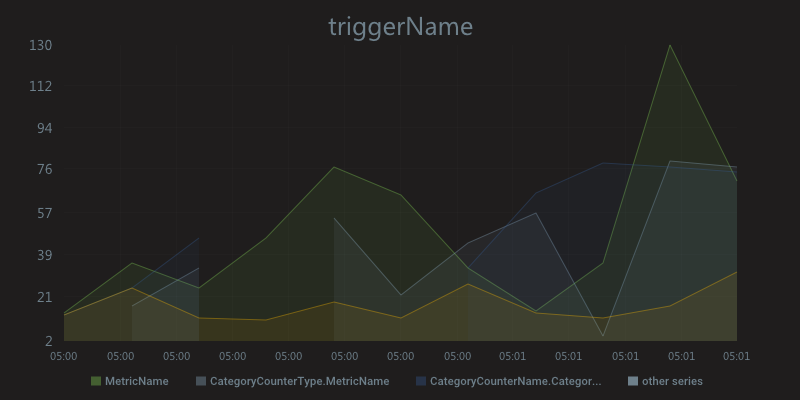 triggerName
130
112
94
76
57
39
21
2
05:00 05:00 05:00 05:00 05:00 05:00 05:00 05:01 05:01 05:01 05:01 05:01 05:01
MetricName CategoryCounterType.MetricName CategoryCounterName.Categor... other series